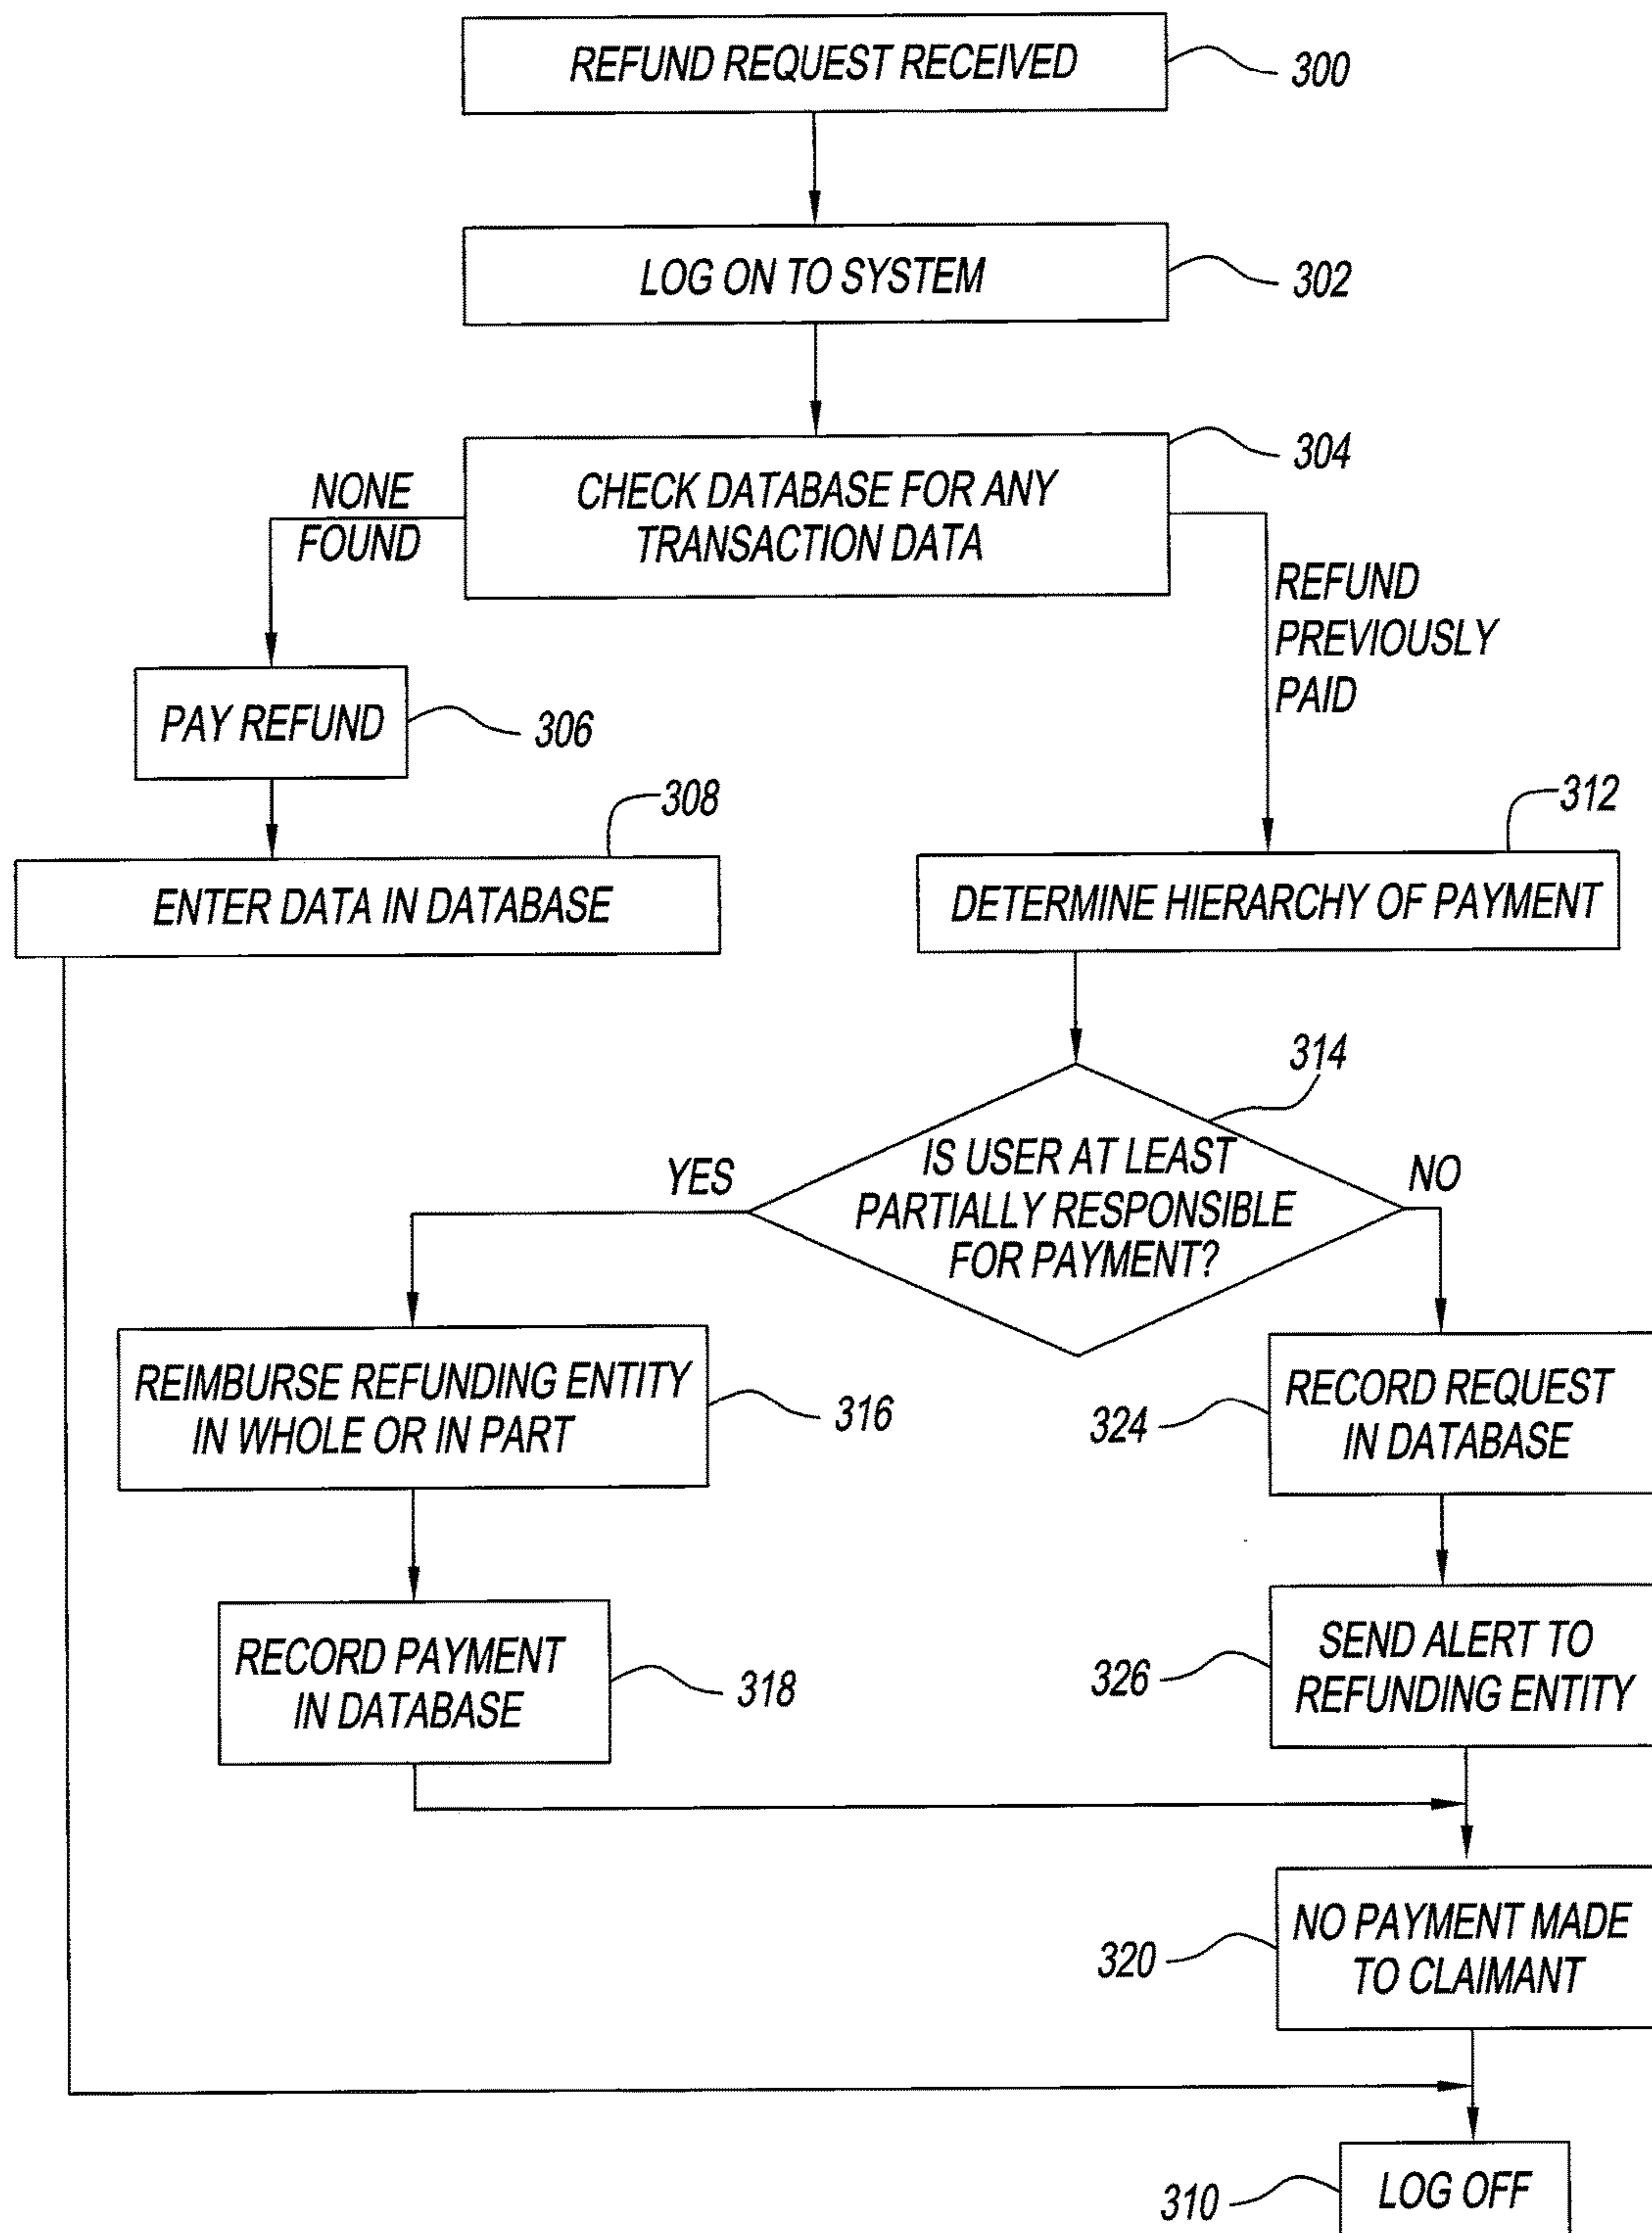 REFUND REQUEST RECEIVED
300
LOG ON TO SYSTEM
302
304
CHECK DATABASE FOR ANY
TRANSACTION DATA
NONE
FOUND
REFUND
PREVIOUSLY
PAID
PAY REFUND
306
308
ENTER DATA IN DATABASE
312
DETERMINE HIERARCHY OF PAYMENT
314
IS USER AT LEAST
PARTIALLY RESPONSIBLE
FOR PAYMENT?
YES
NO
REIMBURSE REFUNDING ENTITY
IN WHOLE OR IN PART
316
324
RECORD REQUEST
IN DATABASE
RECORD PAYMENT
IN DATABASE
318
326
SEND ALERT TO
REFUNDING ENTITY
320
NO PAYMENT MADE
TO CLAIMANT
310
LOG OFF